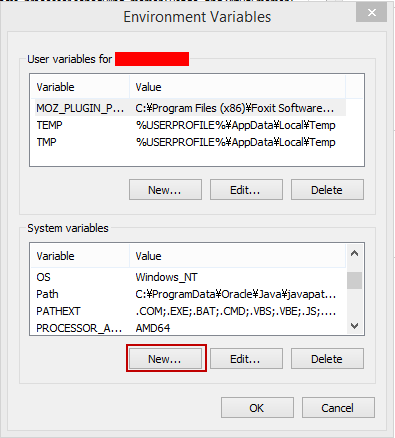 Environment Variables
User variables for
Variable Value
MOZ_PLUGIN_P... C:¥Program Files (x86)¥Foxit Software...
TEMP %USERPROFILE%¥AppData¥Local¥Temp
TMP %USERPROFILE%¥AppData¥Local¥Temp
New... Edit... Delete
System variables
Variable Value
OS Windows_NT
Path C:¥ProgramData¥Oracle¥Java¥javapat...
PATHEXT .COM;.EXE;.BAT;.CMD;.VBS;.VBE;.JS;....
PROCESSOR_A... AMD64
New... Edit... Delete
OK Cancel